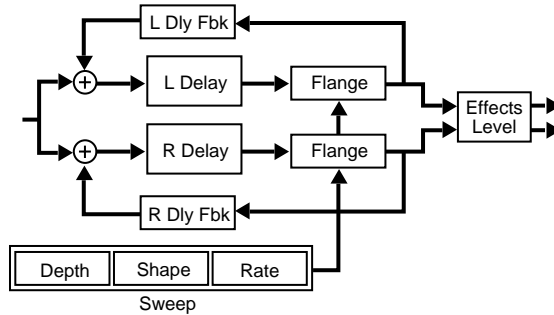 L Dly Fbk
+
L Delay
Flange
Effects
Level
+
R Delay
Flange
R Dly Fbk
Depth
Shape
Rate
Sweep